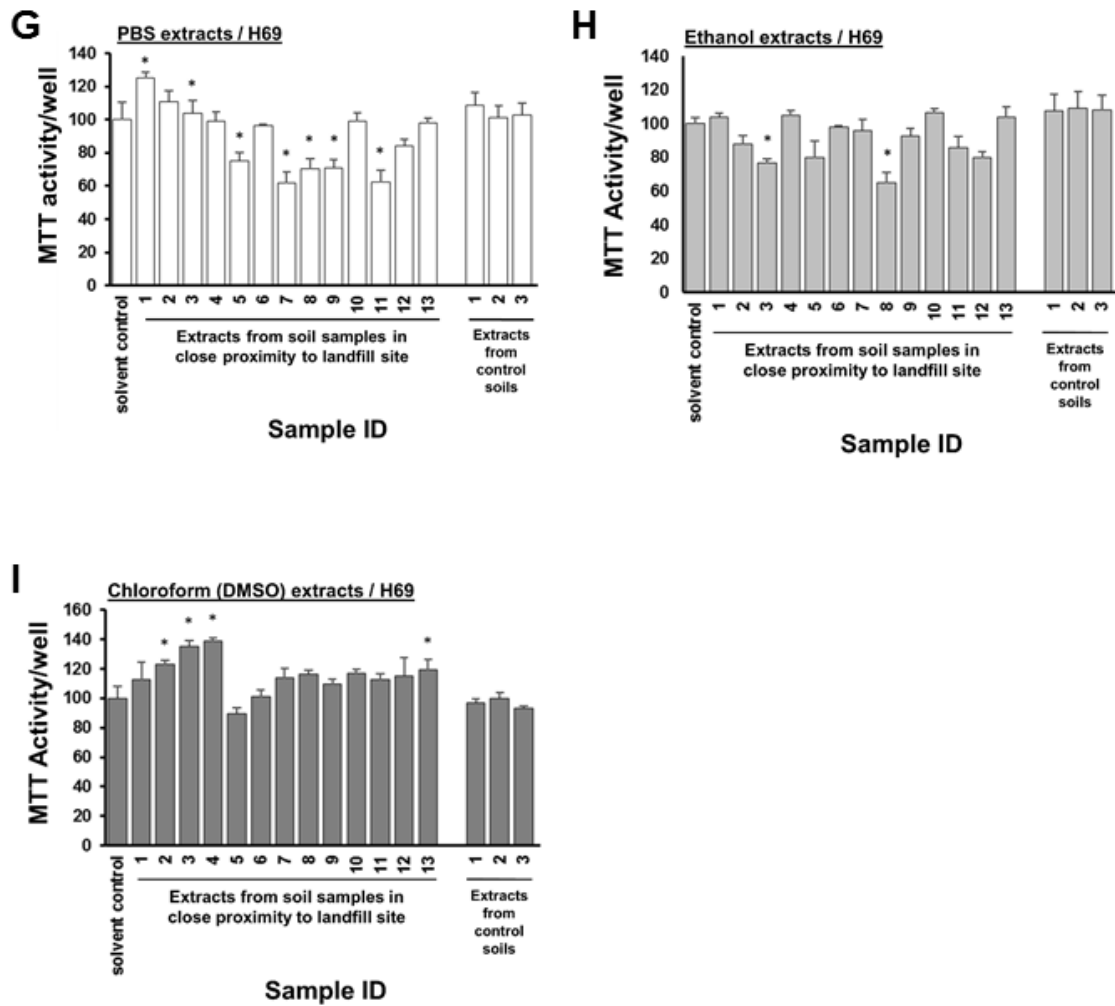 G
PBS extracts / H69
MTT activity/well
140
120
100
80
60
40
20
0
*
*
*
*
*
*
*
solvent control
1
2
3
4
5
6
7
8
9
10
11
12
13
1
2
3
Extracts from soil samples in
close proximity to landfill site
Extracts
from
control
soils
Sample ID
H
Ethanol extracts / H69
MTT Activity/well
140
120
100
80
60
40
20
0
*
*
solvent control
1
2
3
4
5
6
7
8
9
10
11
12
13
1
2
3
Extracts from soil samples in
close proximity to landfill site
Extracts
from
control
soils
Sample ID
I
Chloroform (DMSO) extracts / H69
MTT Activity/well
160
140
120
100
80
60
40
20
0
*
*
*
*
solvent control
1
2
3
4
5
6
7
8
9
10
11
12
13
1
2
3
Extracts from soil samples in
close proximity to landfill site
Extracts
from
control
soils
Sample ID